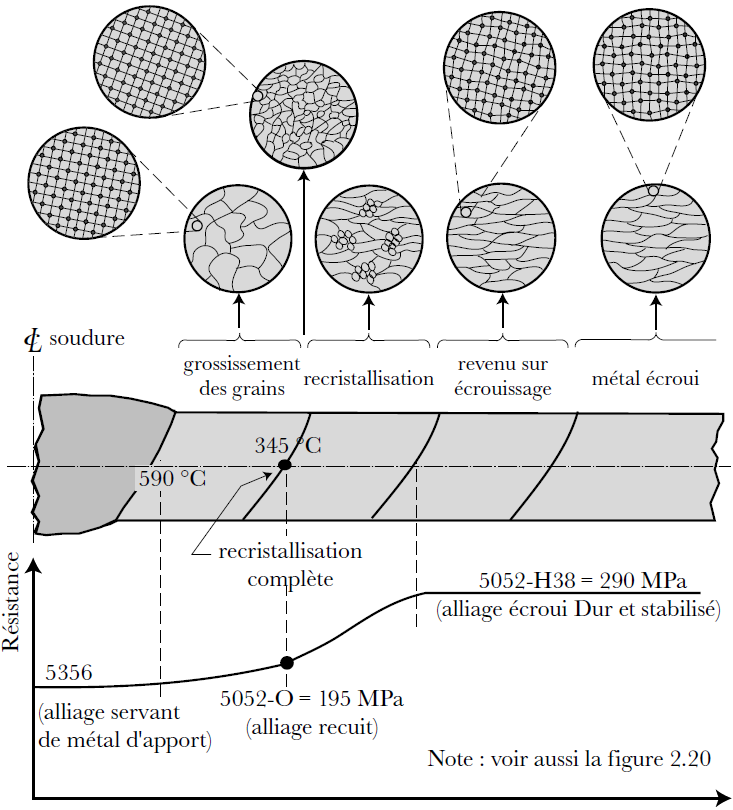 ℄ soudure
grossissement
des grains
recristallisation
revenu sur
écrouissage
métal écroui
345 °C
590 °C
recristallisation
complète
Résistance
5052-H38 = 290 MPa
(alliage écroui Dur et stabilisé)
5356
(alliage servant
de métal d'apport)
5052-O = 195 MPa
(alliage recuit)
Note : voir aussi la figure 2.20